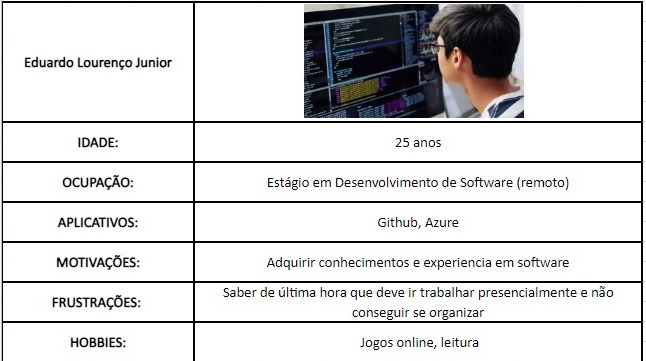 Eduardo Lourenço Junior
IDADE:
25 anos
OCUPAÇÃO:
Estágio em Desenvolvimento de Software (remoto)
APLICATIVOS:
Github, Azure
MOTIVAÇÕES:
Adquirir conhecimentos e experiencia em software
FRUSTRAÇÕES:
Saber de última hora que deve ir trabalhar presencialmente e não
conseguir se organizar
HOBBIES:
Jogos online, leitura